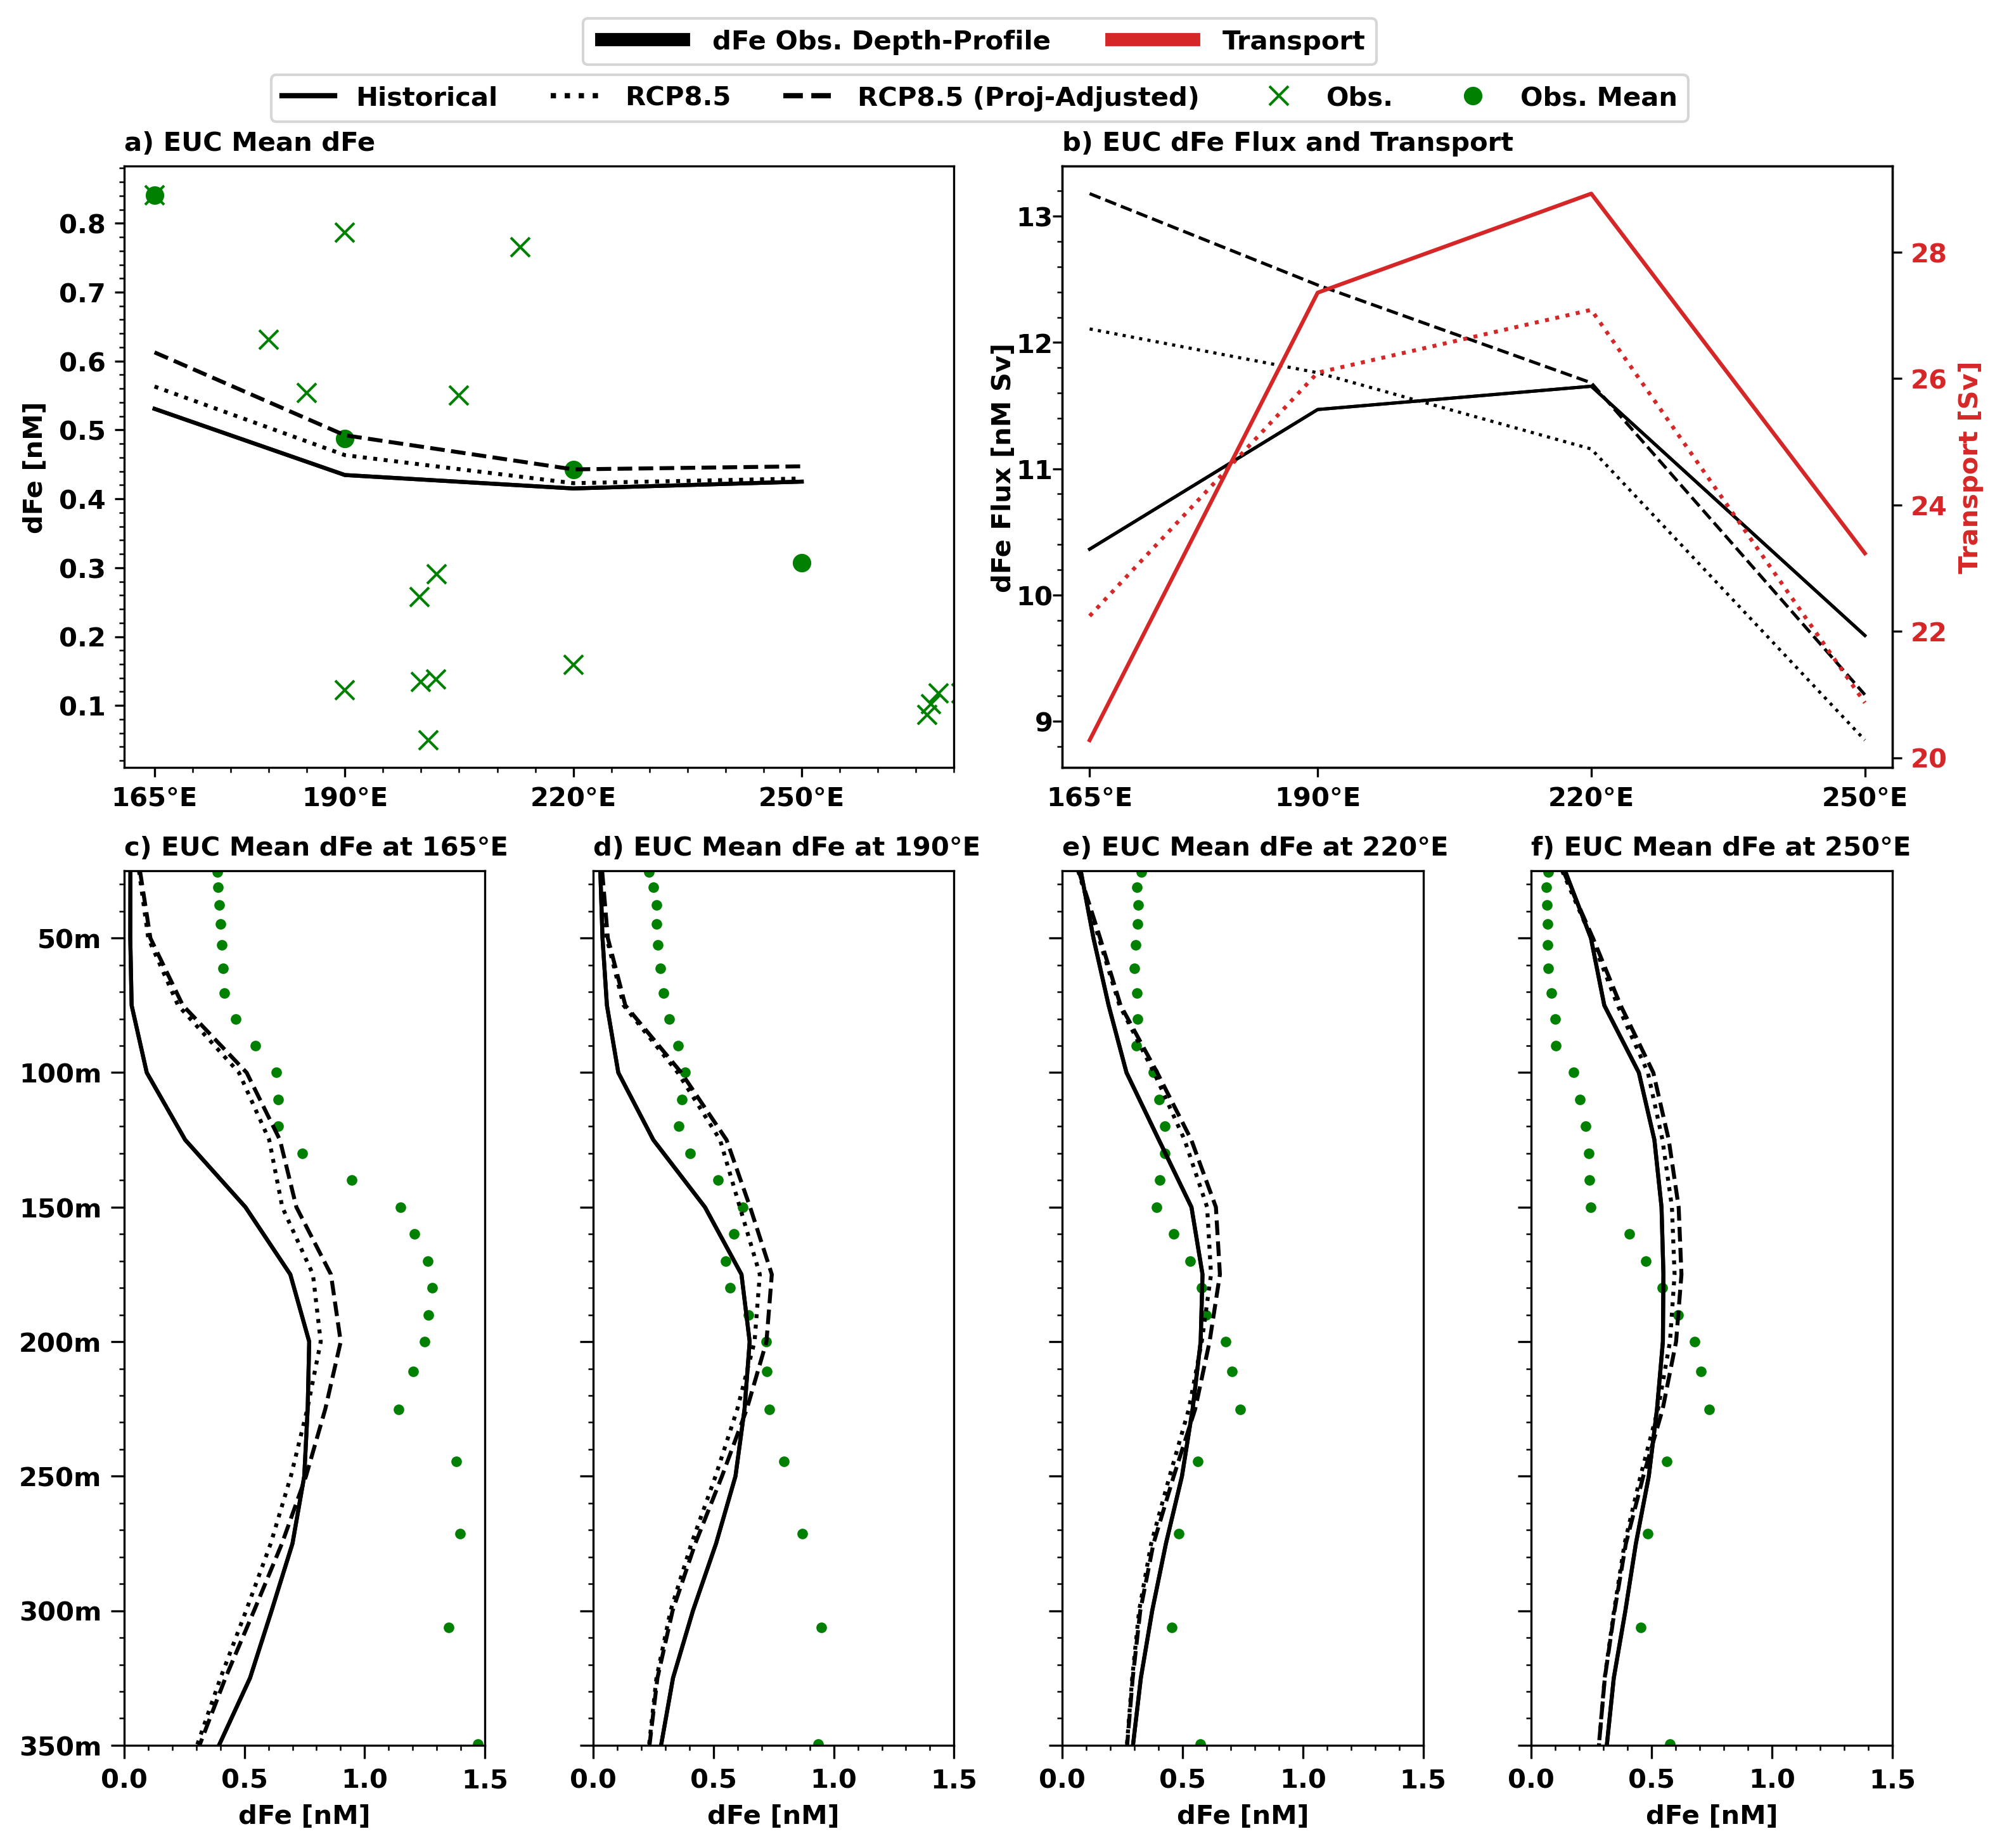 dFe Obs. Depth-Profile Transport
Historical RCP8.5 RCP8.5 (Proj-Adjusted) Obs. Obs. Mean
a) EUC Mean dFe
dFe [nM]
0.8
0.7
0.6
0.5
0.4
0.3
0.2
0.1
165°E 190°E 220°E 250°E
b) EUC dFe Flux and Transport
dFe Flux [nM Sv]
13
12
11
10
9
28
26
24
22
20
Transport [Sv]
165°E 190°E 220°E 250°E
c) EUC Mean dFe at 165°E
50m
100m
150m
200m
250m
300m
350m
0.0 0.5 1.0 1.5
dFe [nM]
d) EUC Mean dFe at 190°E
0.0 0.5 1.0 1.5
dFe [nM]
e) EUC Mean dFe at 220°E
0.0 0.5 1.0 1.5
dFe [nM]
f) EUC Mean dFe at 250°E
0.0 0.5 1.0 1.5
dFe [nM]